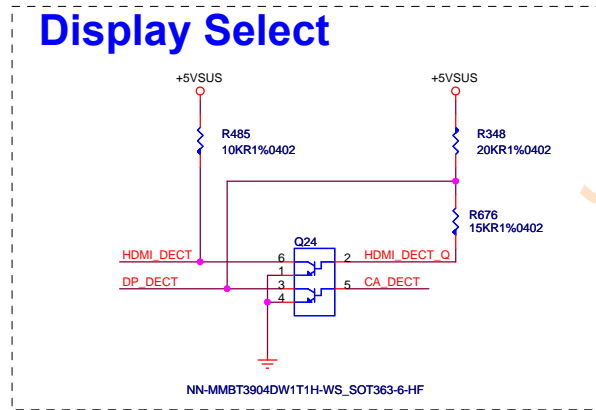 Display Select
+5VSUS
+5VSUS
R485
10KR1%0402
R348
20KR1%0402
R676
15KR1%0402
Q24
HDMI_DECT
6
2
HDMI_DECT_Q
1
DP_DECT
3
5
CA_DECT
4
NN-MMBT3904DW1T1H-WS_SOT363-6-HF